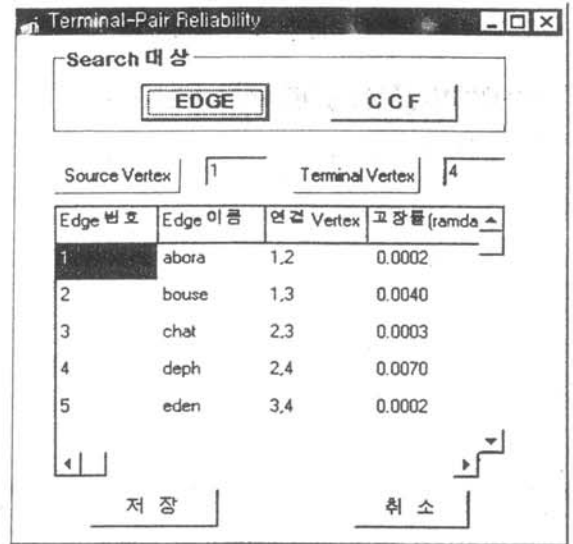 Terminal-Pair Reliability
Search 대 상
EDGE
C C F
Source Vertex 1 Terminal Vertex 4
Edge 번 호 Edge 이 름 연 결 Vertex 고 장 률 (ramda
1 abora 1,2 0.0002
2 bouse 1,3 0.0040
3 chat 2,3 0.0003
4 deph 2,4 0.0070
5 eden 3,4 0.0002
저 장
취 소